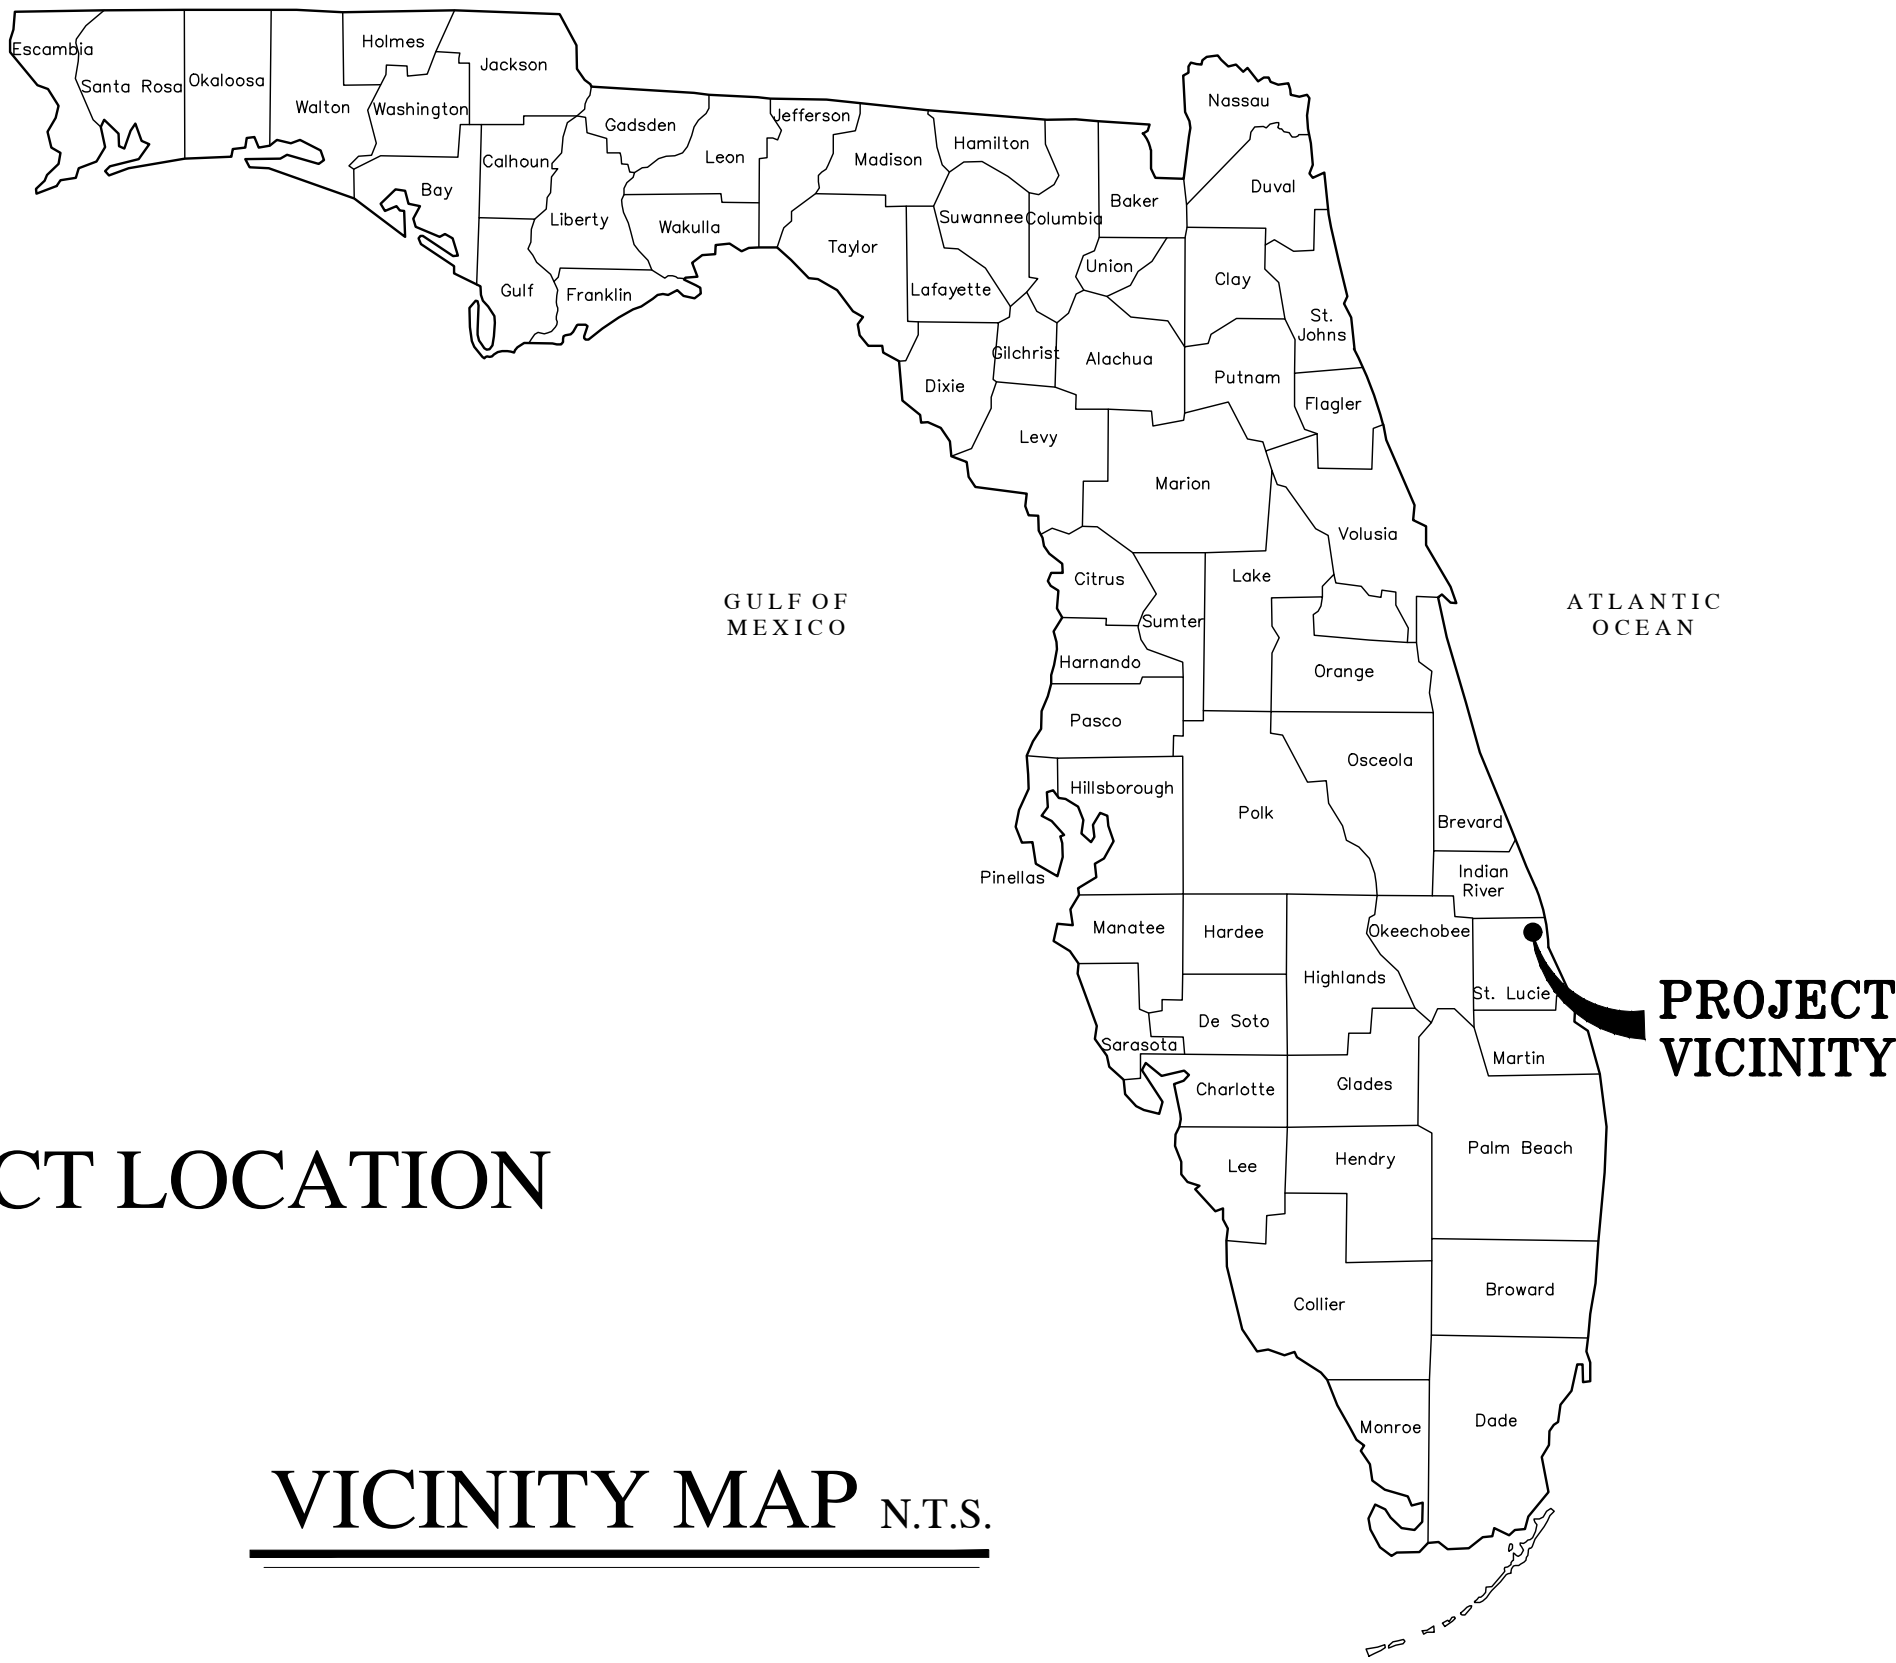 Escambia
Santa Rosa
Okaloosa
Walton
Holmes
Washington
Jackson
Bay
Calhoun
Gulf
Liberty
Gadsden
Franklin
Leon
Wakulla
Jefferson
Madison
Taylor
Hamilton
Suwannee
Lafayette
Columbia
Baker
Nassau
Duval
Union
Clay
St.
Johns
Gilchrist
Dixie
Alachua
Putnam
Flagler
Levy
Marion
Volusia
GULF OF
MEXICO
ATLANTIC
OCEAN
Citrus
Sumter
Lake
Harnando
Orange
Pasco
Osceola
Hillsborough
Polk
Brevard
Pinellas
Indian
River
Manatee
Hardee
Highlands
Okeechobee
St. Lucie
PROJECT
VICINITY
De Soto
Sarasota
Martin
Charlotte
Glades
Palm Beach
Lee
Hendry
CT LOCATION
Collier
Broward
Monroe
Dade
VICINITY MAP N.T.S.